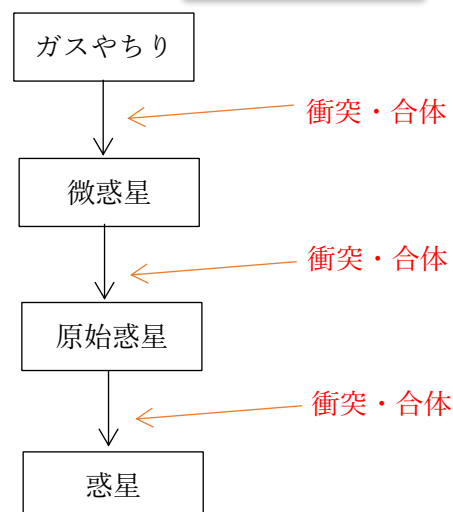 ガスやちり
衝突・合体
微惑星
衝突・合体
原始惑星
衝突・合体
惑星